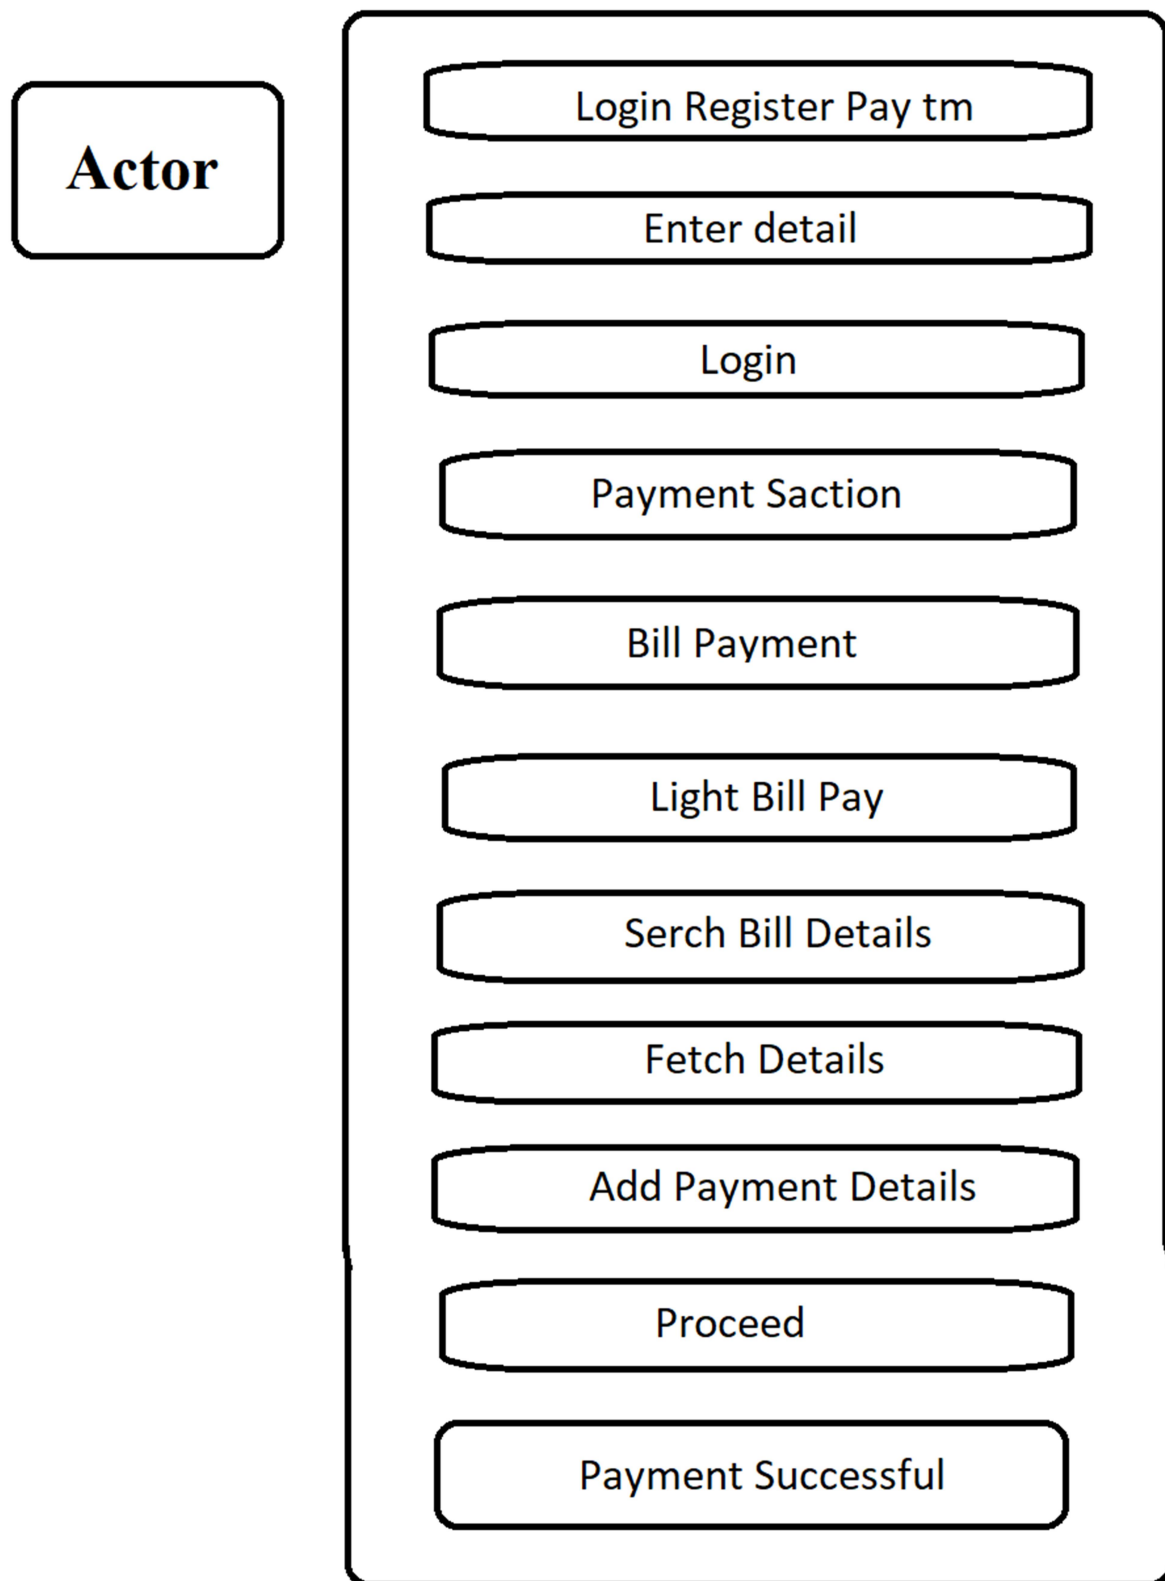 Actor
Login Register Pay tm
Enter detail
Login
Payment Saction
Bill Payment
Light Bill Pay
Serch Bill Details
Fetch Details
Add Payment Details
Proceed
Payment Successful